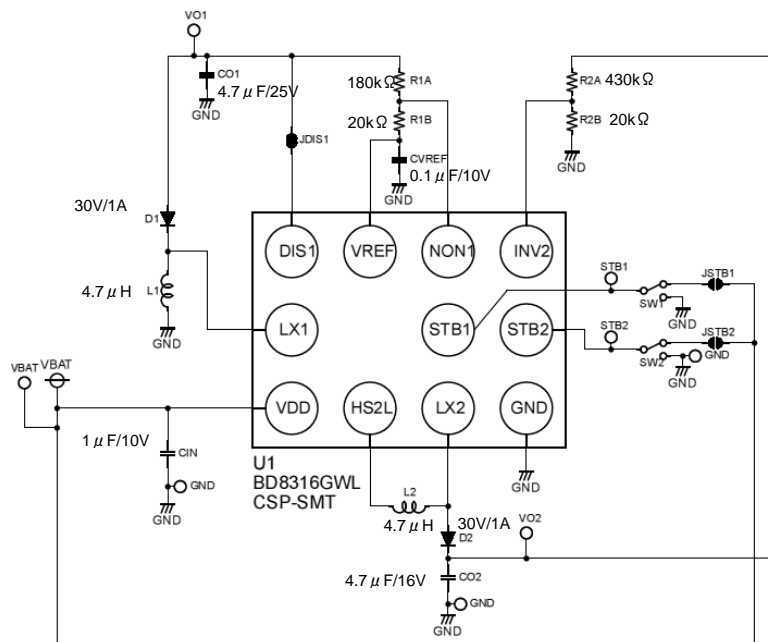 VO1
CO1
4.7μF/25V
GND
180kΩ R1A
20kΩ R1B
JDIS1
CVREF
0.1μF/10V
GND
R2A 430kΩ
R2B 20kΩ
GND
30V/1A
D1
4.7μH
L1
GND
DIS1 VREF NON1 INV2
LX1 STB1 STB2
VDD HS2L LX2 GND
STB1
SW1
JSTB1
GND
STB2
SW2
JSTB2
GND
GND
VBAT
VBAT
1μF/10V
CIN
GND
GND
U1
BD8316GWL
CSP-SMT
GND
L2
4.7μH
30V/1A
D2
VO2
4.7μF/16V
CO2
GND
GND